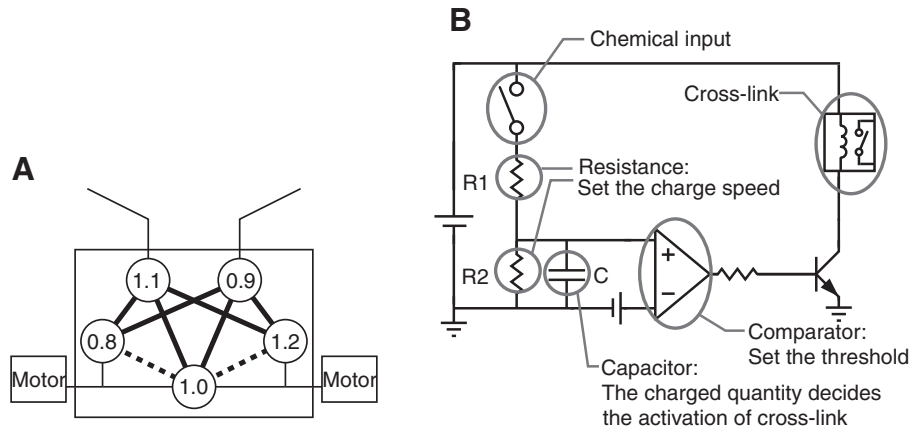 A
1.1
0.9
0.8
1.2
1.0
Motor
Motor
B
Chemical input
Cross-link
R1
Resistance:
Set the charge speed
R2
C
+
−
Comparator:
Set the threshold
Capacitor:
The charged quantity decides
the activation of cross-link